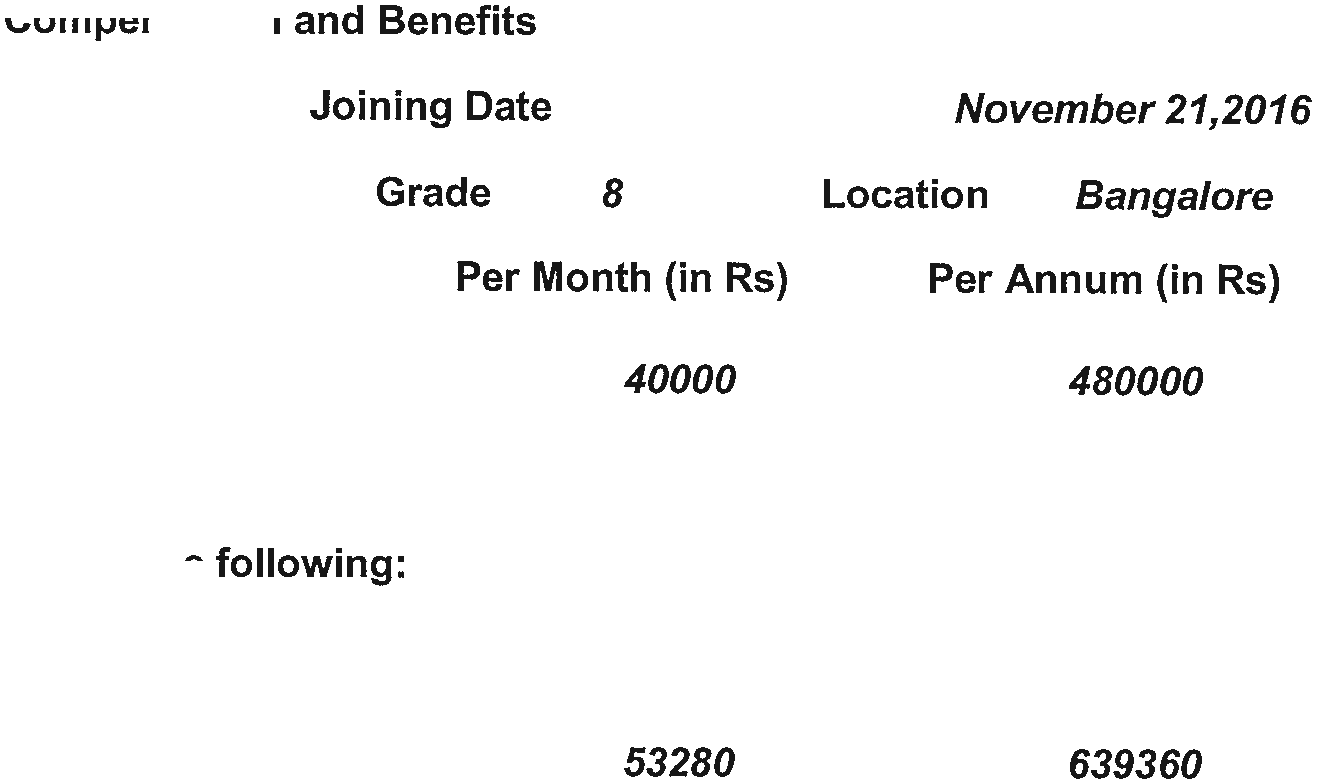 and Benefits
Joining Date November 21,2016
Grade 8 Location Bangalore
Per Month (in Rs) Per Annum (in Rs)
40000 480000
following:
53280 639360